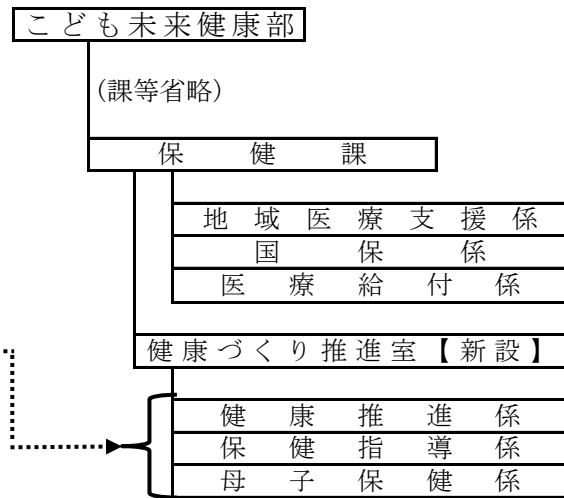 こども未来健康部
(課等省略)
保健課
地域医療支援係
国保係
医療給付係
健康づくり推進室【新設】
健康推進係
保健指導係
母子保健係